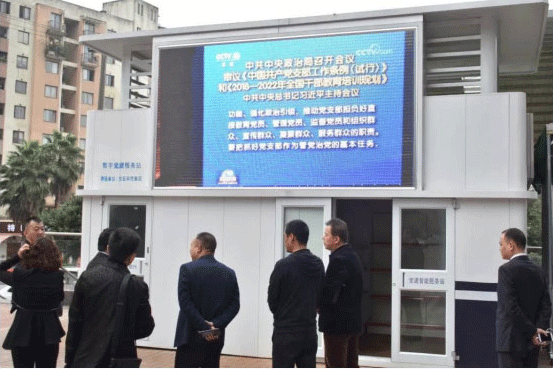 CCTV 13
新闻
CCTV.com
中共中央政治局召开会议
审议《中国共产党支部工作条例（试行）》
和《2018—2022年全国干部教育培训规划》
中共中央总书记习近平主持会议
功能，强化政治引领，推动党支部担负好直
接教育党员、管理党员、监督党员和组织群
众、宣传群众、凝聚群众、服务群众的职责。
要把抓好党支部作为管党治党的基本任务．
智半党建服务站